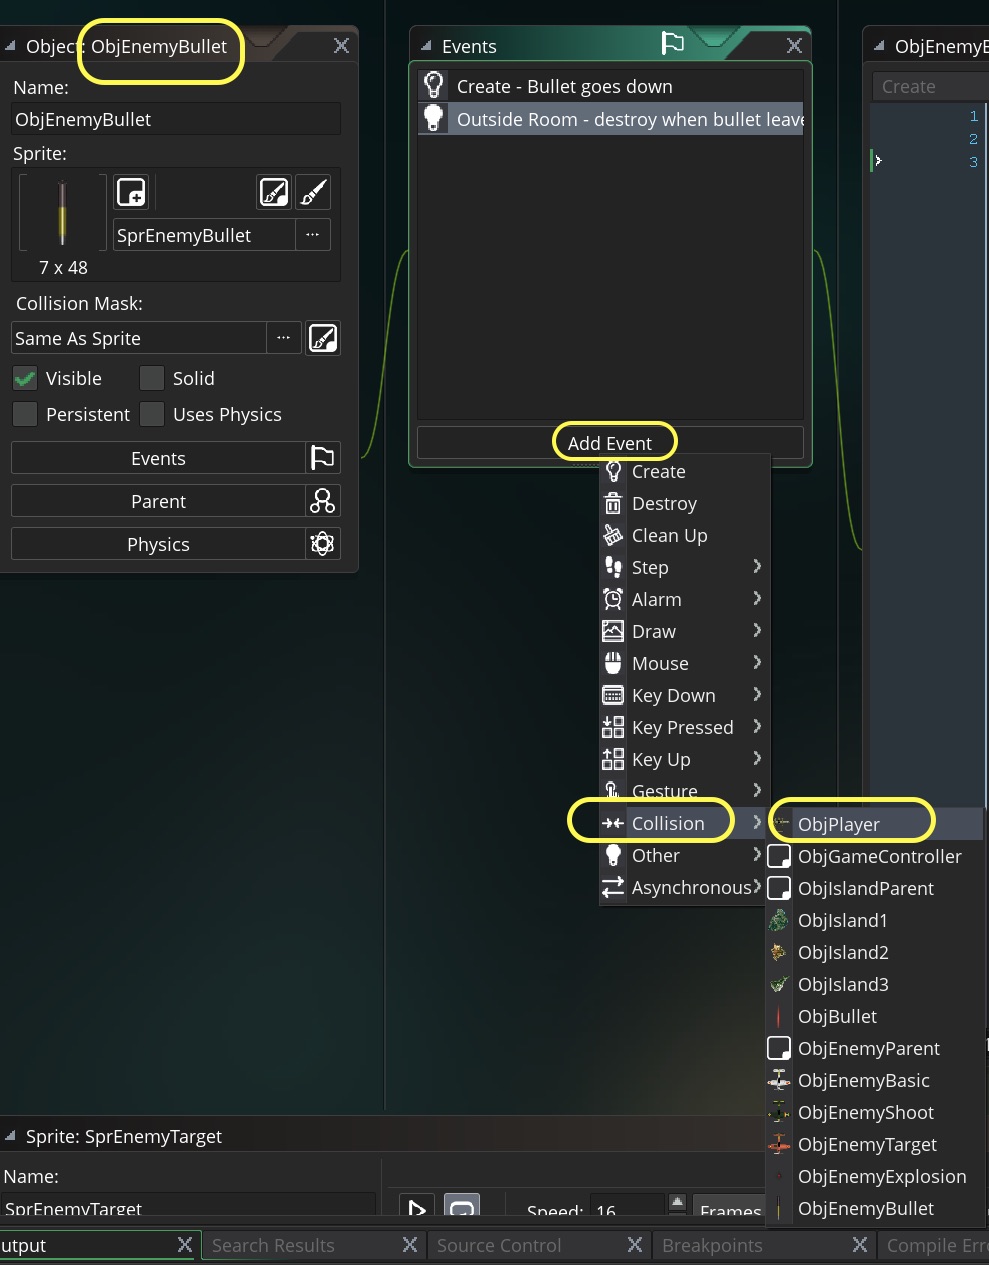 Object: ObjEnemyBullet
Name:
ObjEnemyBullet
Sprite:
SprEnemyBullet
...
7 x 48
Collision Mask:
Same As Sprite
...
Visible
Solid
Persistent
Uses Physics
Events
Parent
Physics
Events
Create - Bullet goes down
Outside Room - destroy when bullet leave
Add Event
Create
Destroy
Clean Up
Step
Alarm
Draw
Mouse
Key Down
Key Pressed
Key Up
Gesture
Collision
Other
Asynchronous
ObjPlayer
ObjGameController
ObjIslandParent
ObjIsland1
ObjIsland2
ObjIsland3
ObjBullet
ObjEnemyParent
ObjEnemyBasic
ObjEnemyShoot
ObjEnemyTarget
ObjEnemyExplosion
ObjEnemyBullet
ObjEnemyB
Create
1
2
3
Sprite: SprEnemyTarget
Name:
SprEnemyTarget
Speed: 16
Frames
utput
Search Results
Source Control
Breakpoints
Compile Erro